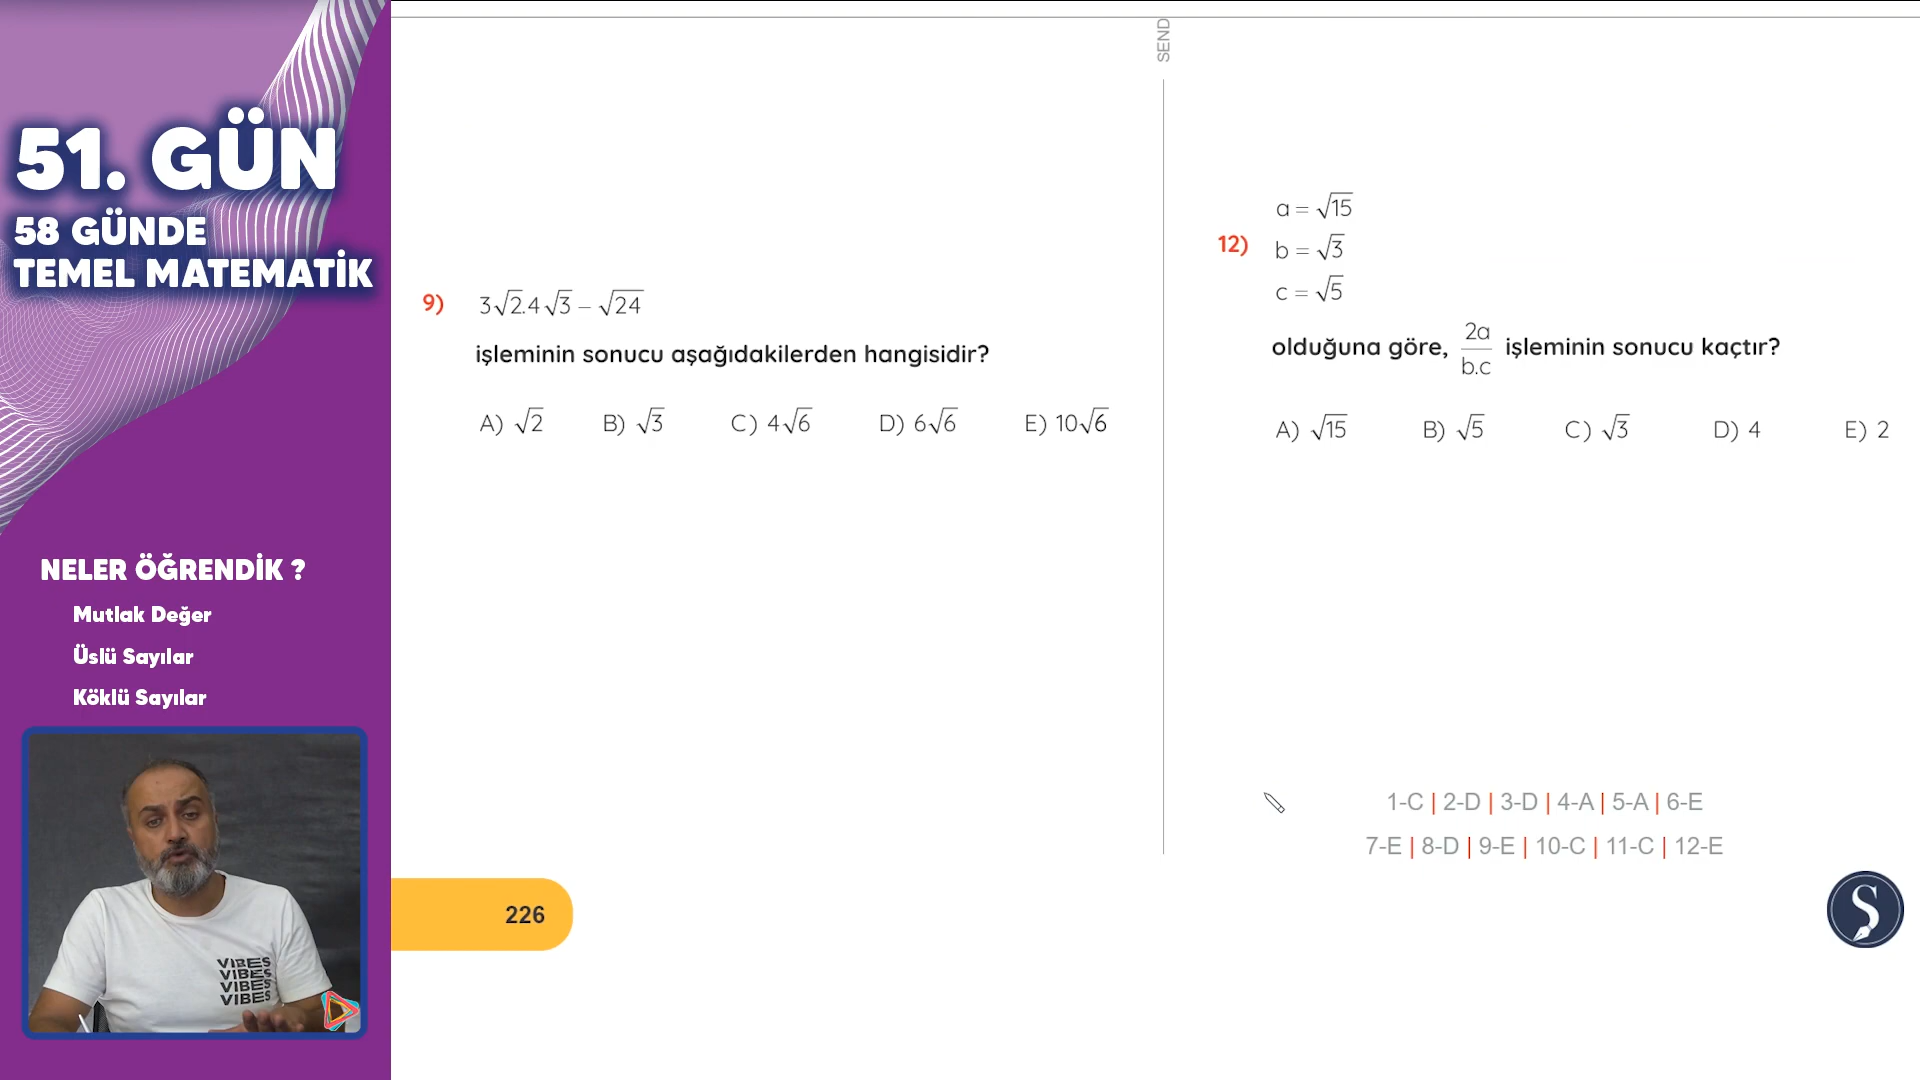 51. GÜN
58 GÜNDE
TEMEL MATEMATİK
NELER ÖĞRENDİK ?
Mutlak Değer
Üslü Sayılar
Köklü Sayılar
VIBES
VIBES
VIBES
VIBES
9) 3√2.4√3 – √24
işleminin sonucu aşağıdakilerden hangisidir?
A) √2 B) √3 C) 4√6 D) 6√6 E) 10√6
226
SEND
12) a = √15
b = √3
c = √5
olduğuna göre, 2a/b.c işleminin sonucu kaçtır?
A) √15 B) √5 C) √3 D) 4 E) 2
1-C | 2-D | 3-D | 4-A | 5-A | 6-E
7-E | 8-D | 9-E | 10-C | 11-C | 12-E
S